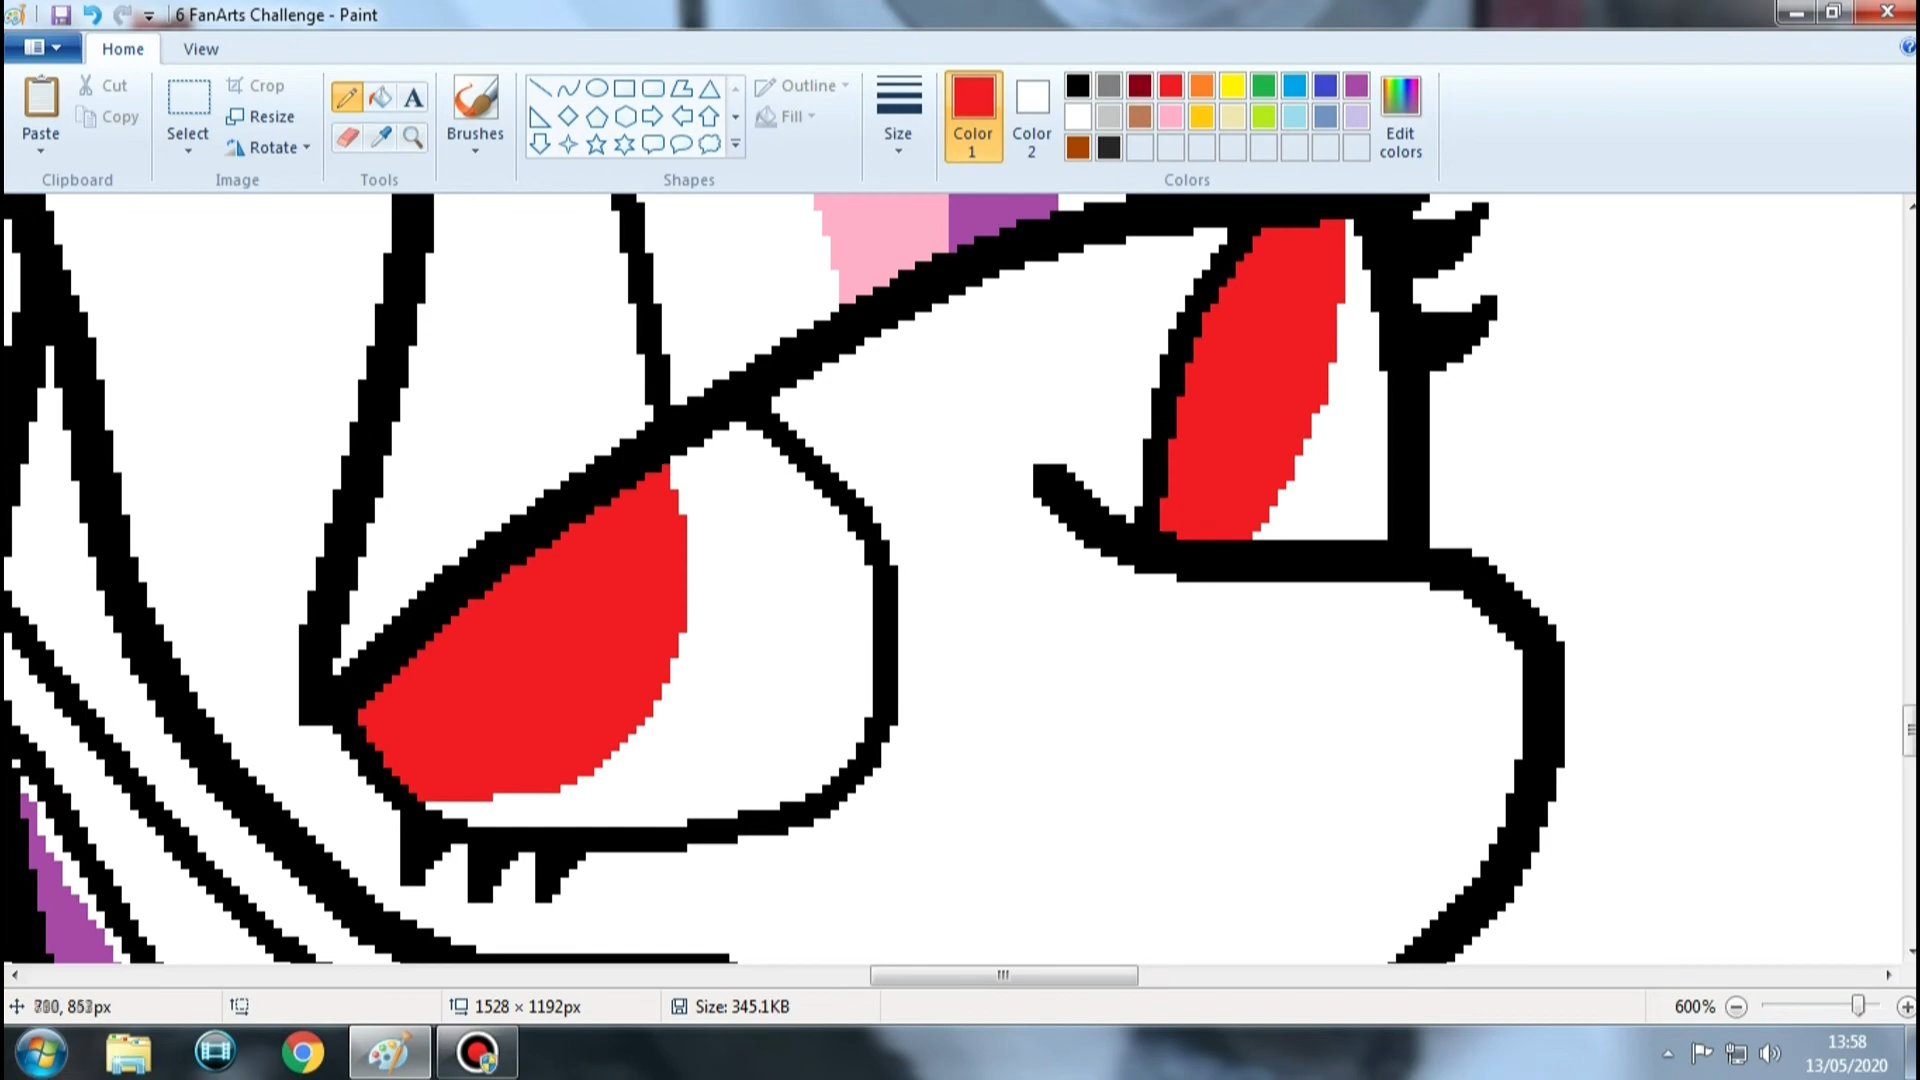 6 FanArts Challenge - Paint
Home View
Paste
Cut
Copy
Clipboard
Select
Crop
Resize
Rotate
Image
A
Tools
Brushes
Shapes
Outline
Fill
Size
Color 1
Color 2
Edit colors
Colors
1528 × 1192px
Size: 345.1KB
600%
13:58
13/05/2020